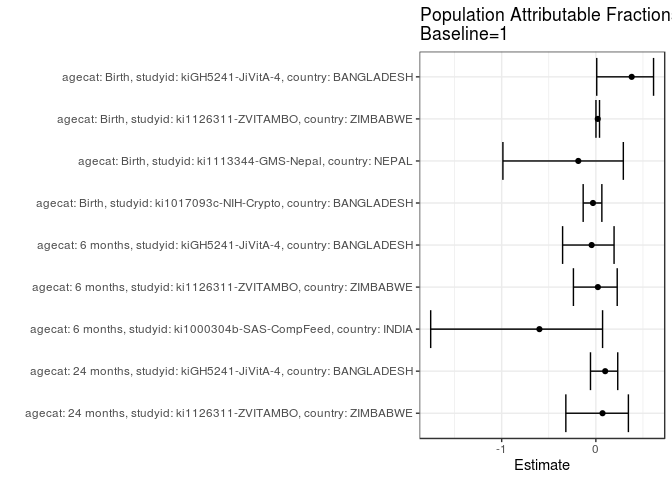 Population Attributable Fraction
Baseline=1
agecat: Birth, studyid: kiGH5241-JiVitA-4, country: BANGLADESH
agecat: Birth, studyid: ki1126311-ZVITAMBO, country: ZIMBABWE
agecat: Birth, studyid: ki1113344-GMS-Nepal, country: NEPAL
agecat: Birth, studyid: ki1017093c-NIH-Crypto, country: BANGLADESH
agecat: 6 months, studyid: kiGH5241-JiVitA-4, country: BANGLADESH
agecat: 6 months, studyid: ki1126311-ZVITAMBO, country: ZIMBABWE
agecat: 6 months, studyid: ki1000304b-SAS-CompFeed, country: INDIA
agecat: 24 months, studyid: kiGH5241-JiVitA-4, country: BANGLADESH
agecat: 24 months, studyid: ki1126311-ZVITAMBO, country: ZIMBABWE
-1 0
Estimate